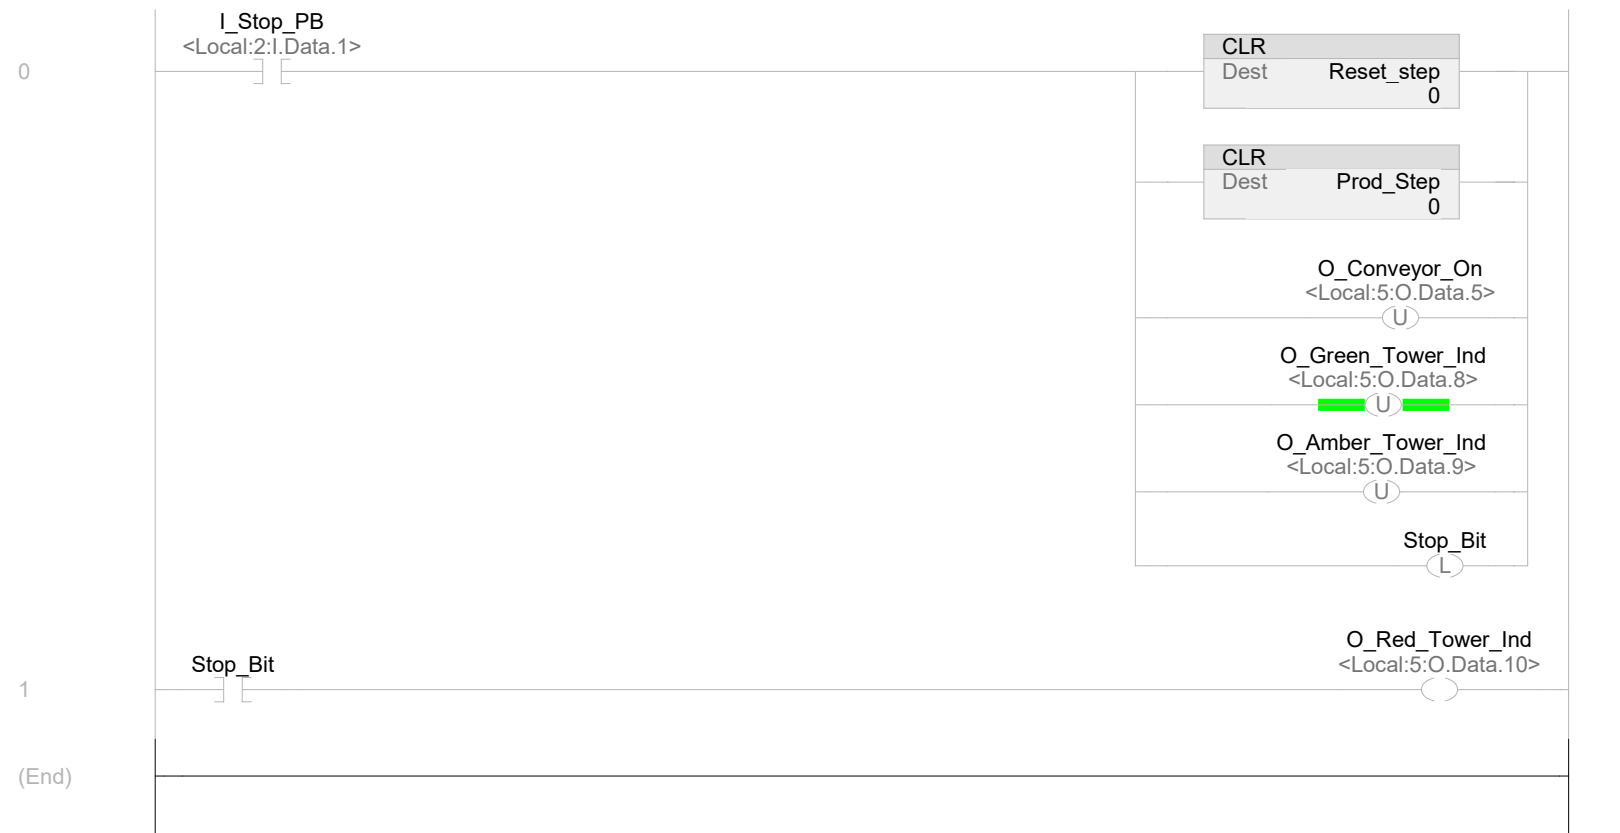 I_Stop_PB
<Local:2:I.Data.1>
0
CLR
Dest Reset_step
0
CLR
Dest Prod_Step
0
O_Conveyor_On
<Local:5:O.Data.5>
U
O_Green_Tower_Ind
<Local:5:O.Data.8>
U
O_Amber_Tower_Ind
<Local:5:O.Data.9>
U
Stop_Bit
L
O_Red_Tower_Ind
<Local:5:O.Data.10>
Stop_Bit
1
(End)